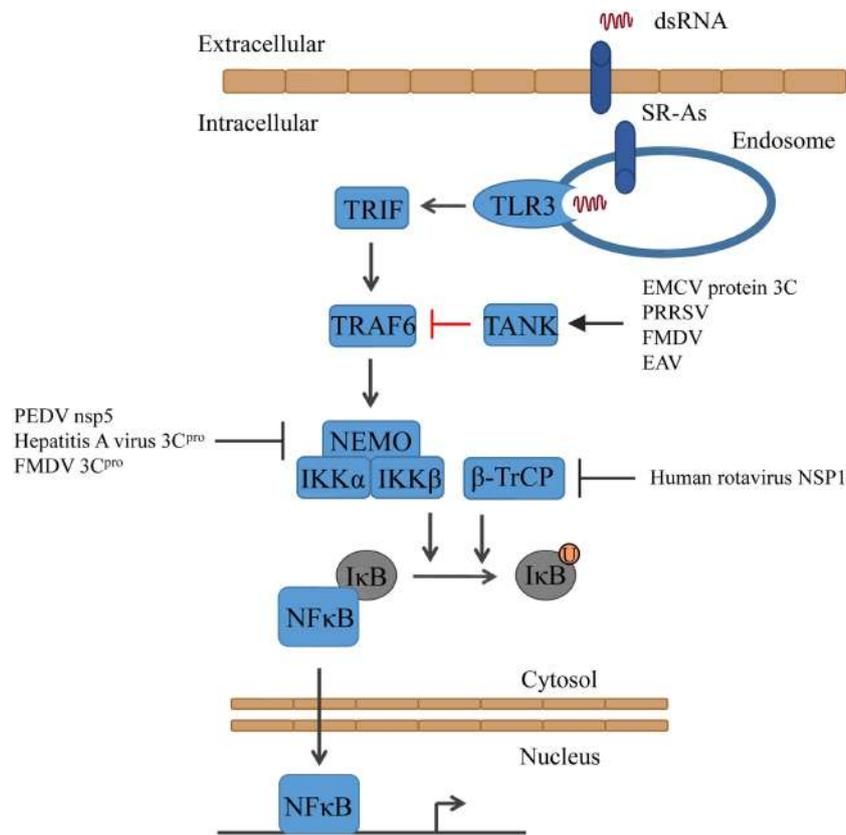 dsRNA
Extracellular
Intracellular
SR-As
Endosome
TRIF
TLR3
TRAF6
TANK
EMCV protein 3C
PRRSV
FMDV
EAV
PEDV nsp5
Hepatitis A virus 3Cᵖʳᵒ
FMDV 3Cᵖʳᵒ
NEMO
IKKα
IKKβ
β-TrCP
Human rotavirus NSP1
IκB
U
IκB
NFκB
Cytosol
Nucleus
NFκB